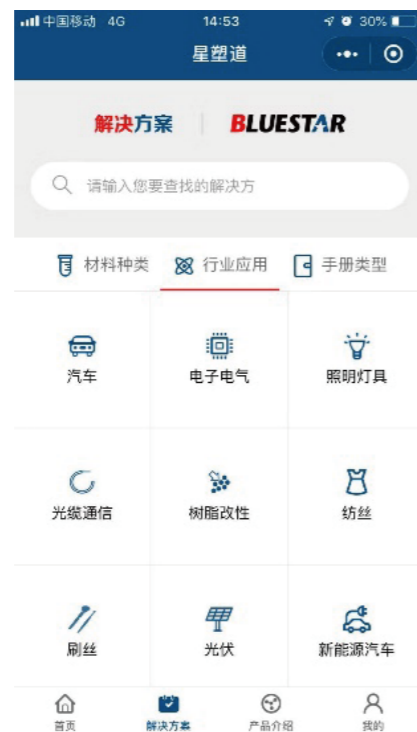 中国移动 4G 14:53 30%
星塑道
解决方案 BLUESTAR
请输入您要查找的解决方
材料种类 行业应用 手册类型
汽车 电子电气 照明灯具
光缆通信 树脂改性 纺丝
刷丝 光伏 新能源汽车
首页 解决方案 产品介绍 我的